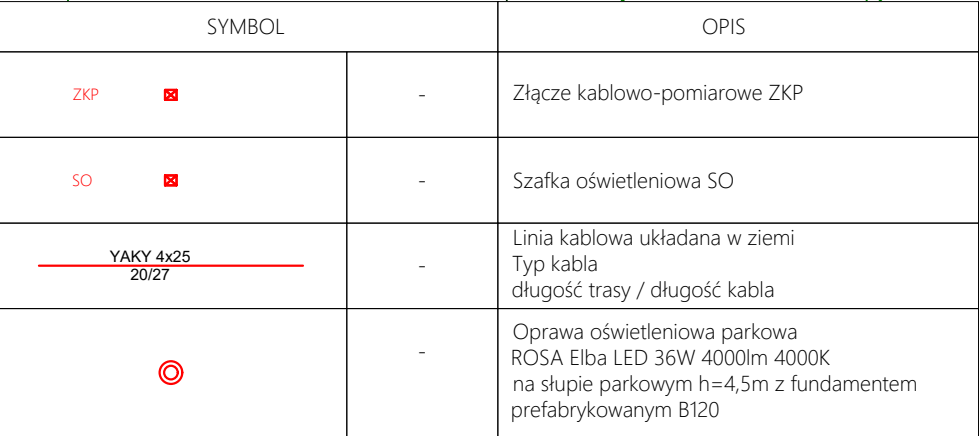 SYMBOL OPIS
ZKP - Złącze kablowo-pomiarowe ZKP
SO - Szafka oświetleniowa SO
YAKY 4x25
20/27
-
Linia kablowa układana w ziemi
Typ kabla
długość trasy / długość kabla
-
Oprawa oświetleniowa parkowa
ROSA Elba LED 36W 4000lm 4000K
na słupie parkowym h=4,5m z fundamentem
prefabrykowanym B120